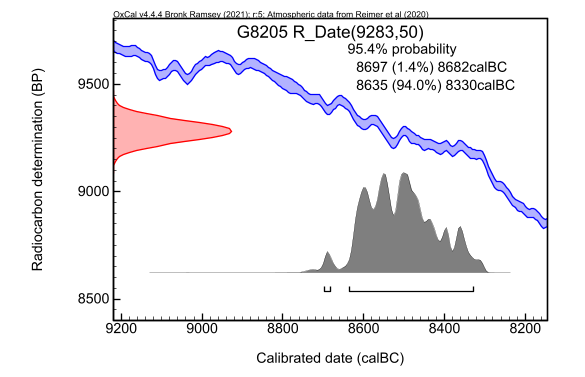 OxCal v4.4.4 Bronk Ramsey (2021); r:5; Atmospheric data from Reimer et al (2020)
G8205 R_Date(9283,50)
95.4% probability
8697 (1.4%) 8682calBC
8635 (94.0%) 8330calBC
Radiocarbon determination (BP)
9500
9000
8500
9200 9000 8800 8600 8400 8200
Calibrated date (calBC)